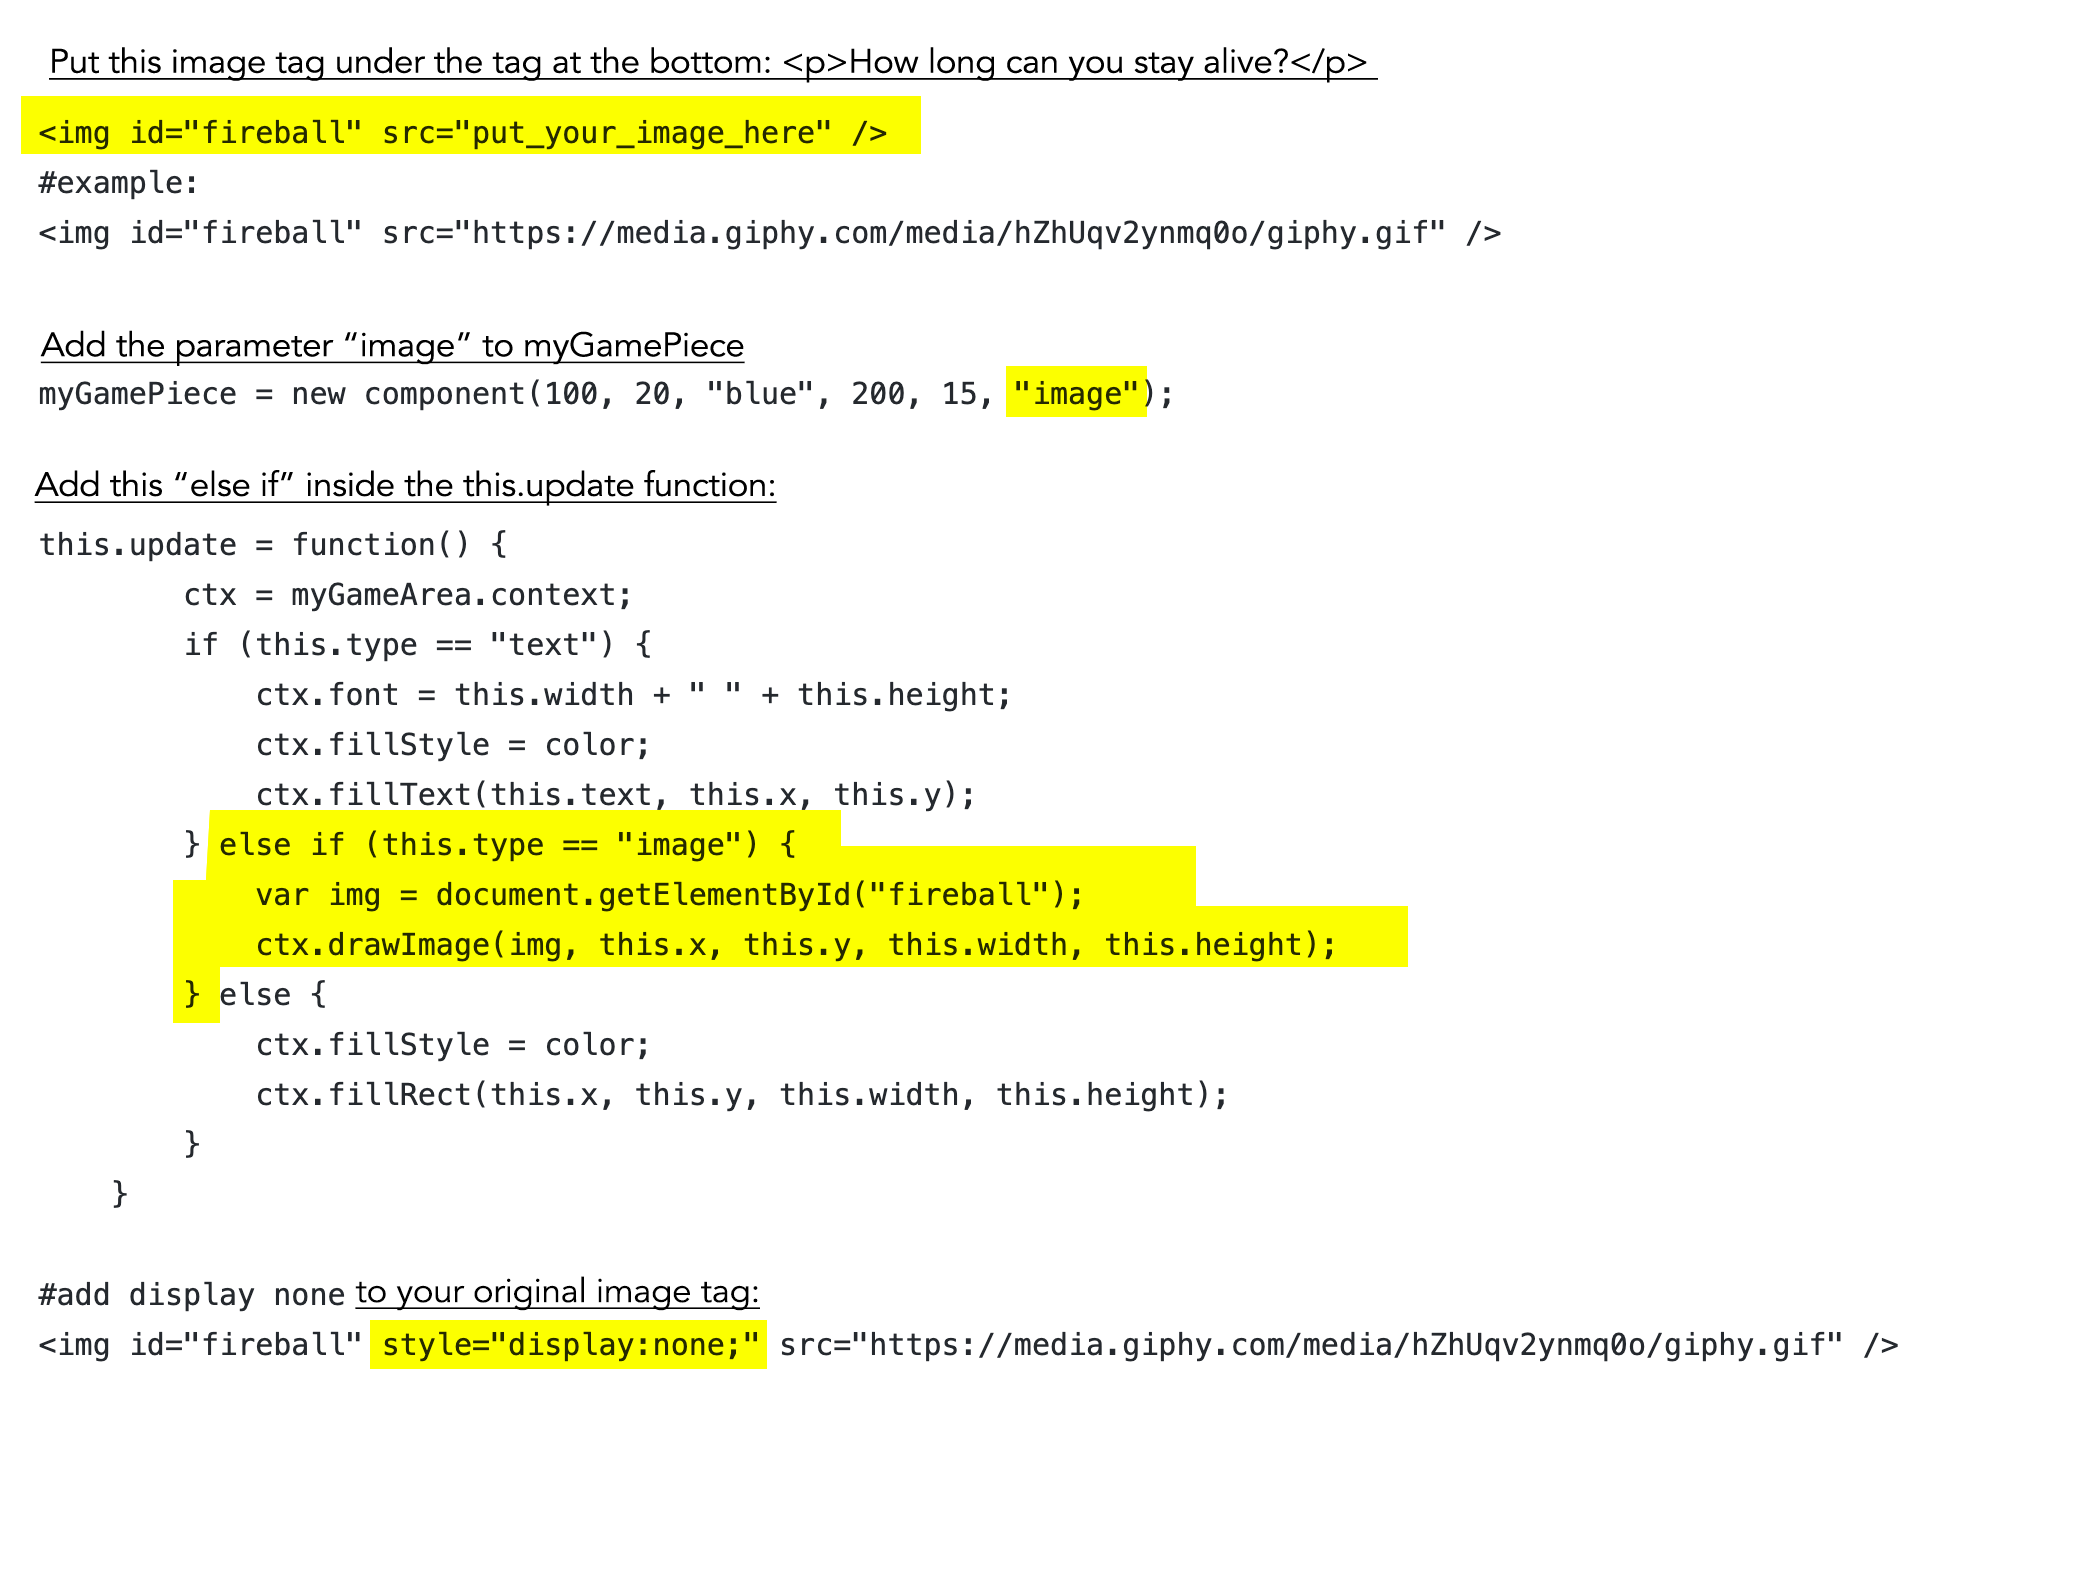 Put this image tag under the tag at the bottom: <p>How long can you stay alive?</p>
<img id="fireball" src="put_your_image_here" />
#example:
<img id="fireball" src="https://media.giphy.com/media/hZhUqv2ynmq0o/giphy.gif" />
Add the parameter “image” to myGamePiece
myGamePiece = new component(100, 20, "blue", 200, 15, "image");
Add this “else if” inside the this.update function:
this.update = function() {
        ctx = myGameArea.context;
        if (this.type == "text") {
            ctx.font = this.width + " " + this.height;
            ctx.fillStyle = color;
            ctx.fillText(this.text, this.x, this.y);
        } else if (this.type == "image") {
            var img = document.getElementById("fireball");
            ctx.drawImage(img, this.x, this.y, this.width, this.height);
        } else {
            ctx.fillStyle = color;
            ctx.fillRect(this.x, this.y, this.width, this.height);
        }
    }
#add display none to your original image tag:
<img id="fireball" style="display:none;" src="https://media.giphy.com/media/hZhUqv2ynmq0o/giphy.gif" />